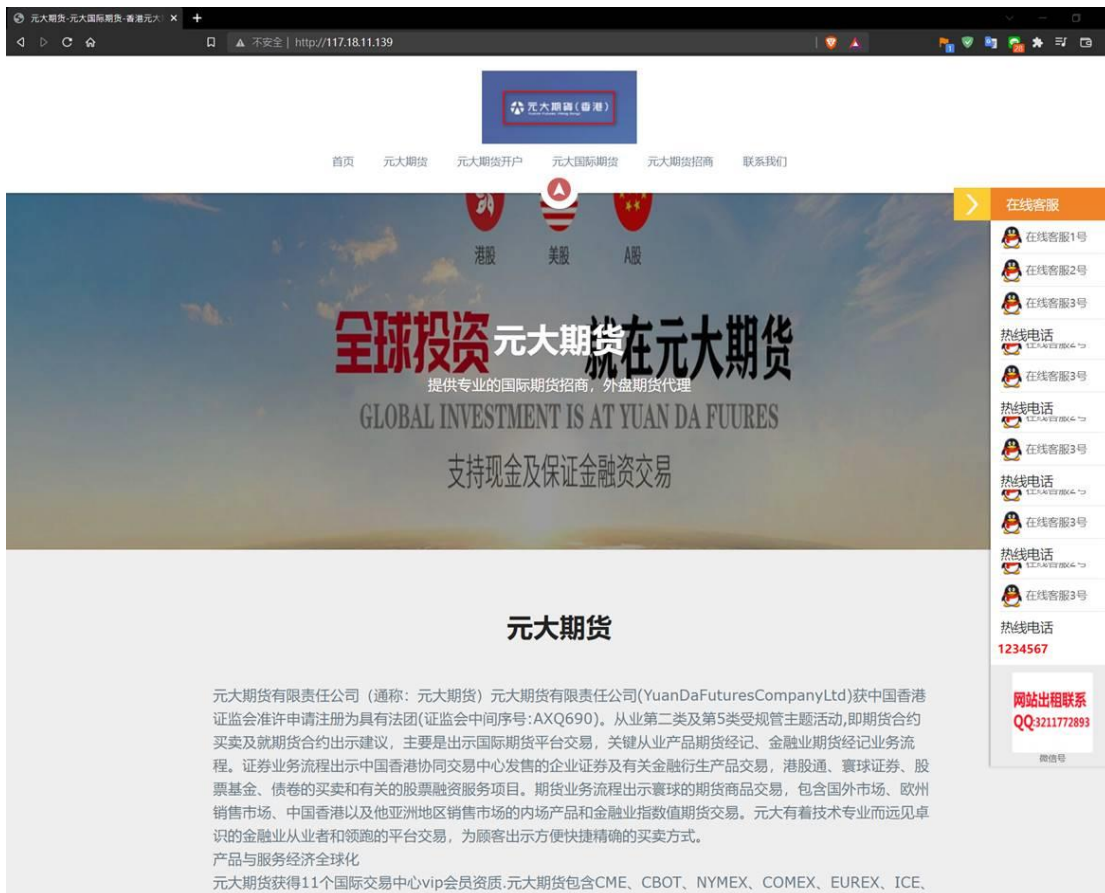 元大期货-元大国际期货-香港元大
不安全 | http://117.18.11.139
1
20
元大期貨(香港)
首页 元大期货 元大期货开户 元大国际期货 元大期货招商 联系我们
港股 美股 A股
全球投资
就在元大期货
元大期货
提供专业的国际期货招商，外盘期货代理
GLOBAL INVESTMENT IS AT YUAN DA FUURES
支持现金及保证金融资交易
在线客服
在线客服1号
在线客服2号
在线客服3号
热线电话
在线客服3号
热线电话
在线客服3号
热线电话
在线客服3号
热线电话
在线客服3号
热线电话
1234567
网站出租联系
QQ:3211772893
微信号
元大期货
元大期货有限责任公司（通称：元大期货）元大期货有限责任公司(YuanDaFuturesCompanyLtd)获中国香港
证监会准许申请注册为具有法团(证监会中间序号:AXQ690)。从业第二类及第5类受规管主题活动,即期货合约
买卖及就期货合约出示建议，主要是出示国际期货平台交易，关键从业产品期货经记、金融业期货经记业务流
程。证券业务流程出示中国香港协同交易中心发售的企业证券及有关金融衍生产品交易，港股通、寰球证券、股
票基金、债卷的买卖和有关的股票融资服务项目。期货业务流程出示寰球的期货商品交易，包含国外市场、欧州
销售市场、中国香港以及他亚洲地区销售市场的内场产品和金融业指数值期货交易。元大有着技术专业而远见卓
识的金融业从业者和领跑的平台交易，为顾客出示方便快捷精确的买卖方式。
产品与服务经济全球化
元大期货获得11个国际交易中心vip会员资质.元大期货包含CME、CBOT、NYMEX、COMEX、EUREX、ICE、